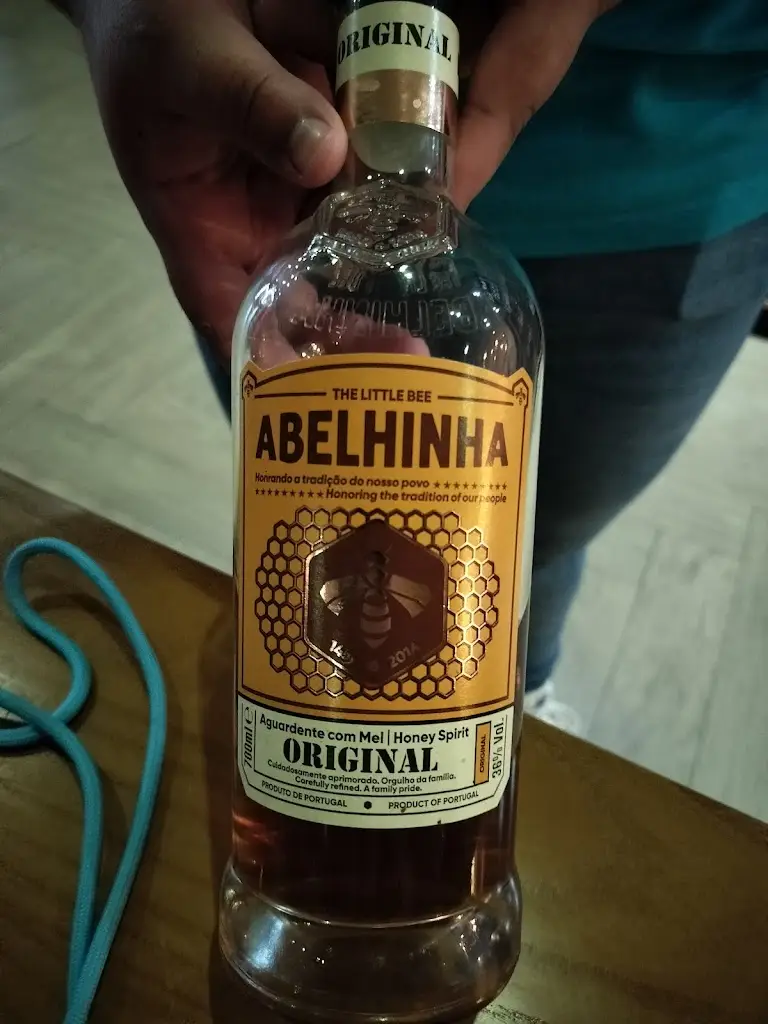 ORIGINAL
THE LITTLE BEE
ABELHINHA
Honrando a tradição do nosso povo
Honoring the tradition of our people
2014
Aguardente com Mel | Honey Spirit
ORIGINAL
Cuidadosamente aprimorado. Orgulho da família.
Carefully refined. A family pride.
PRODUTO DE PORTUGAL ● PRODUCT OF PORTUGAL
700ml e
ORIGINAL
36% Vol.